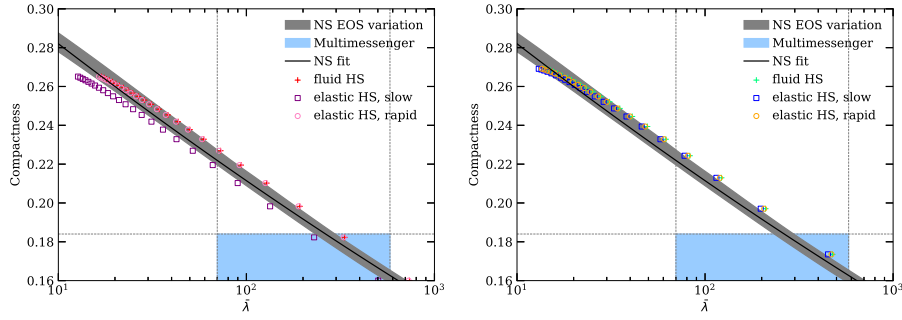 0.30
0.28
0.26
0.24
0.22
0.20
0.18
0.16
Compactness
10¹
10²
10³
λ̄
NS EOS variation
Multimessenger
NS fit
fluid HS
elastic HS, slow
elastic HS, rapid
0.30
0.28
0.26
0.24
0.22
0.20
0.18
0.16
Compactness
10¹
10²
10³
λ̄
NS EOS variation
Multimessenger
NS fit
fluid HS
elastic HS, slow
elastic HS, rapid